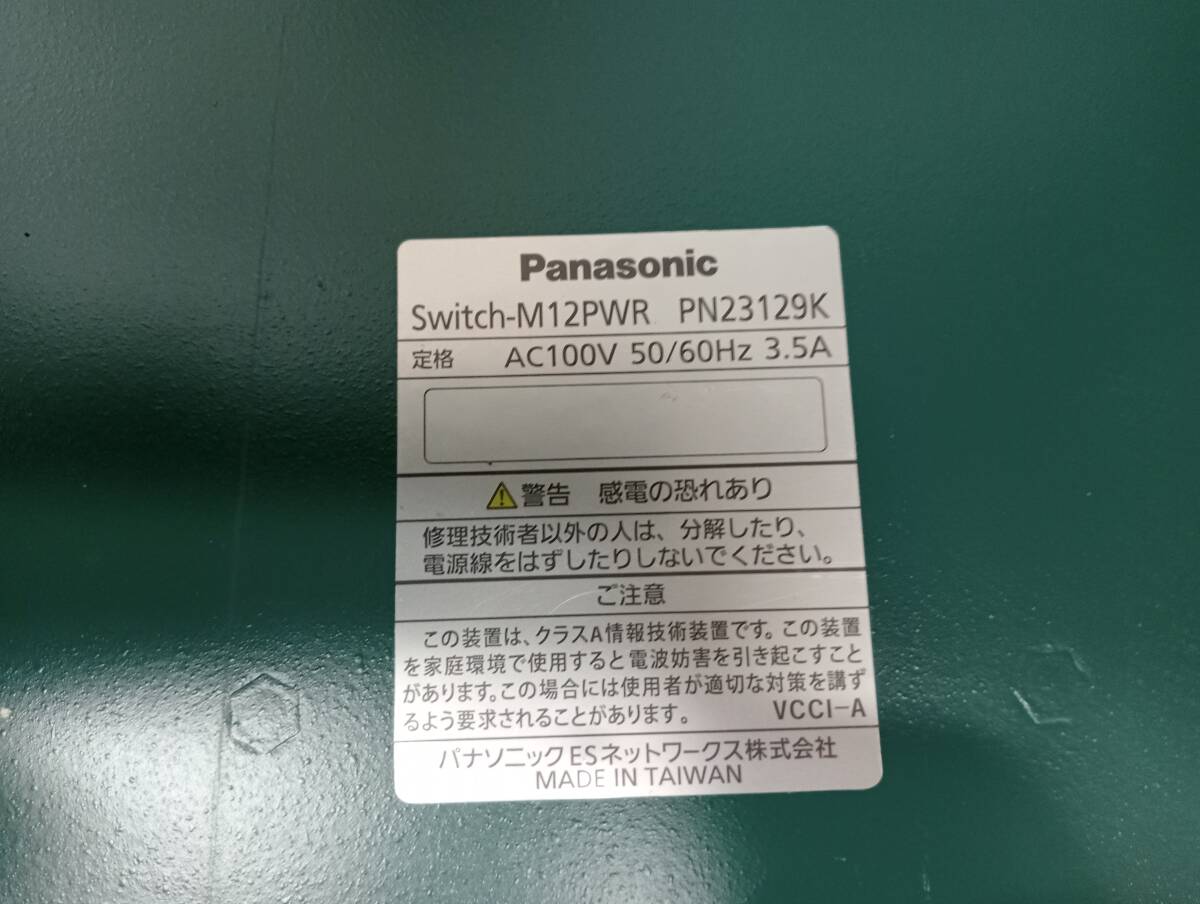 Panasonic
Switch-M12PWR PN23129K
定格 AC100V 50/60Hz 3.5A
警告 感電の恐れあり
修理技術者以外の人は、分解したり、
電源線をはずしたりしないでください。
ご注意
この装置は、クラスA情報技術装置です。この装置
を家庭環境で使用すると電波妨害を引き起こすこと
があります。この場合には使用者が適切な対策を講ず
るよう要求されることがあります。 VCCI-A
パナソニックESネットワークス株式会社
MADE IN TAIWAN